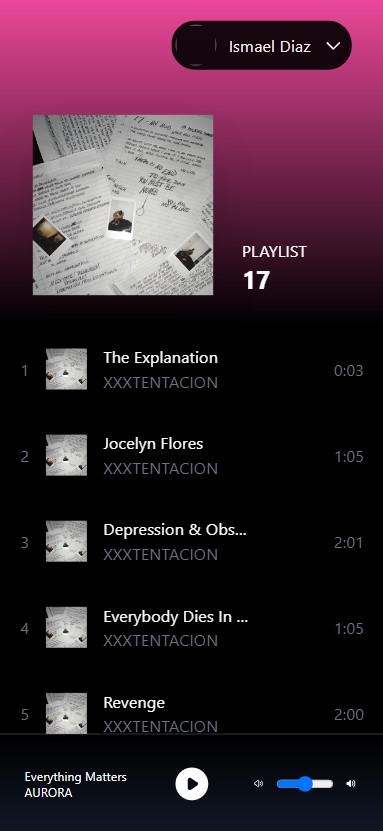 Ismael Diaz
PLAYLIST
17
1
The Explanation
XXXTENTACION
0:03
2
Jocelyn Flores
XXXTENTACION
1:05
3
Depression & Obs...
XXXTENTACION
2:01
4
Everybody Dies In ...
XXXTENTACION
1:05
5
Revenge
XXXTENTACION
2:00
Everything Matters
AURORA